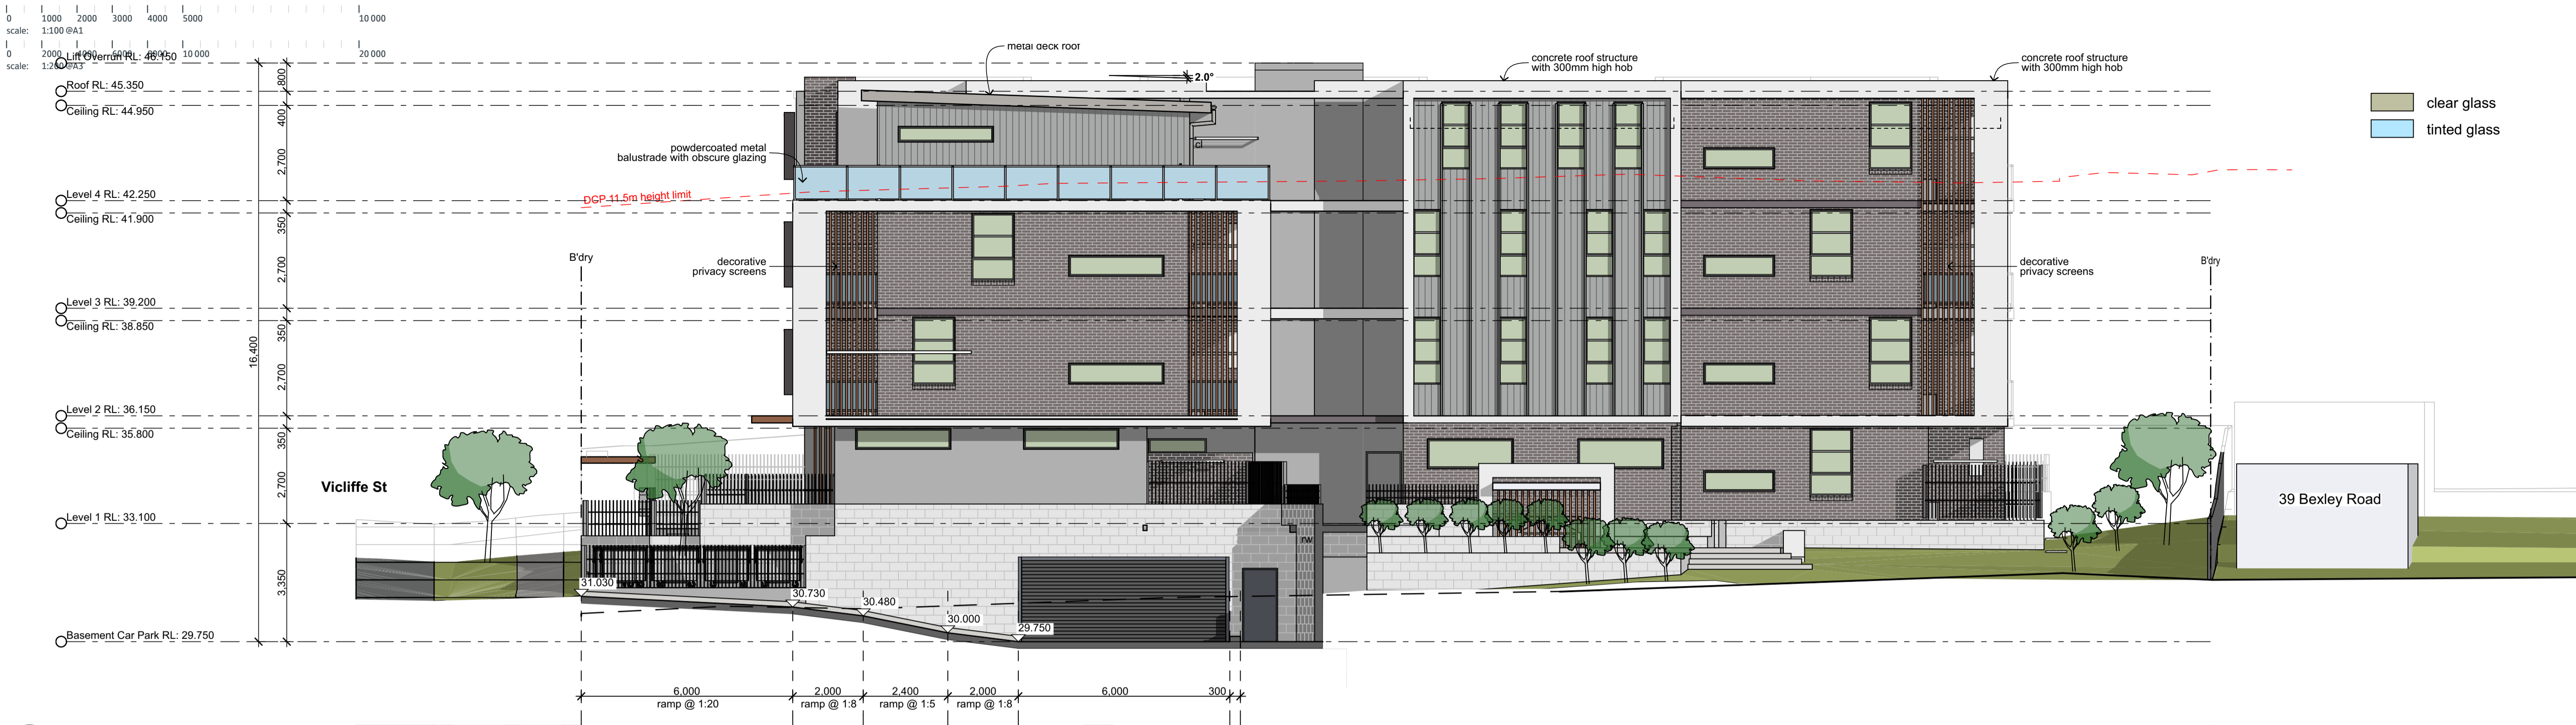 0 1000 2000 3000 4000 5000 10 000
scale: 1:100 @A1
0 2000 4000 6000 8000 10 000 20 000
scale: 1:200 @A3
Lift Overrun RL: 46.150
Roof RL: 45.350
Ceiling RL: 44.950
Level 4 RL: 42.250
Ceiling RL: 41.900
Level 3 RL: 39.200
Ceiling RL: 38.850
Level 2 RL: 36.150
Ceiling RL: 35.800
Level 1 RL: 33.100
Basement Car Park RL: 29.750
16,400
800
400
2,700
350
2,700
350
2,700
350
2,700
3,350
metal deck roof
2.0°
concrete roof structure
with 300mm high hob
concrete roof structure
with 300mm high hob
clear glass
tinted glass
powdercoated metal
balustrade with obscure glazing
cl
DCP 11.5m height limit
B'dry
decorative
privacy screens
decorative
privacy screens
B'dry
Vicliffe St
39 Bexley Road
rw
31.030
30.730
30.480
30.000
29.750
6,000 2,000 2,400 2,000 6,000 300
ramp @ 1:20 ramp @ 1:8 ramp @ 1:5 ramp @ 1:8